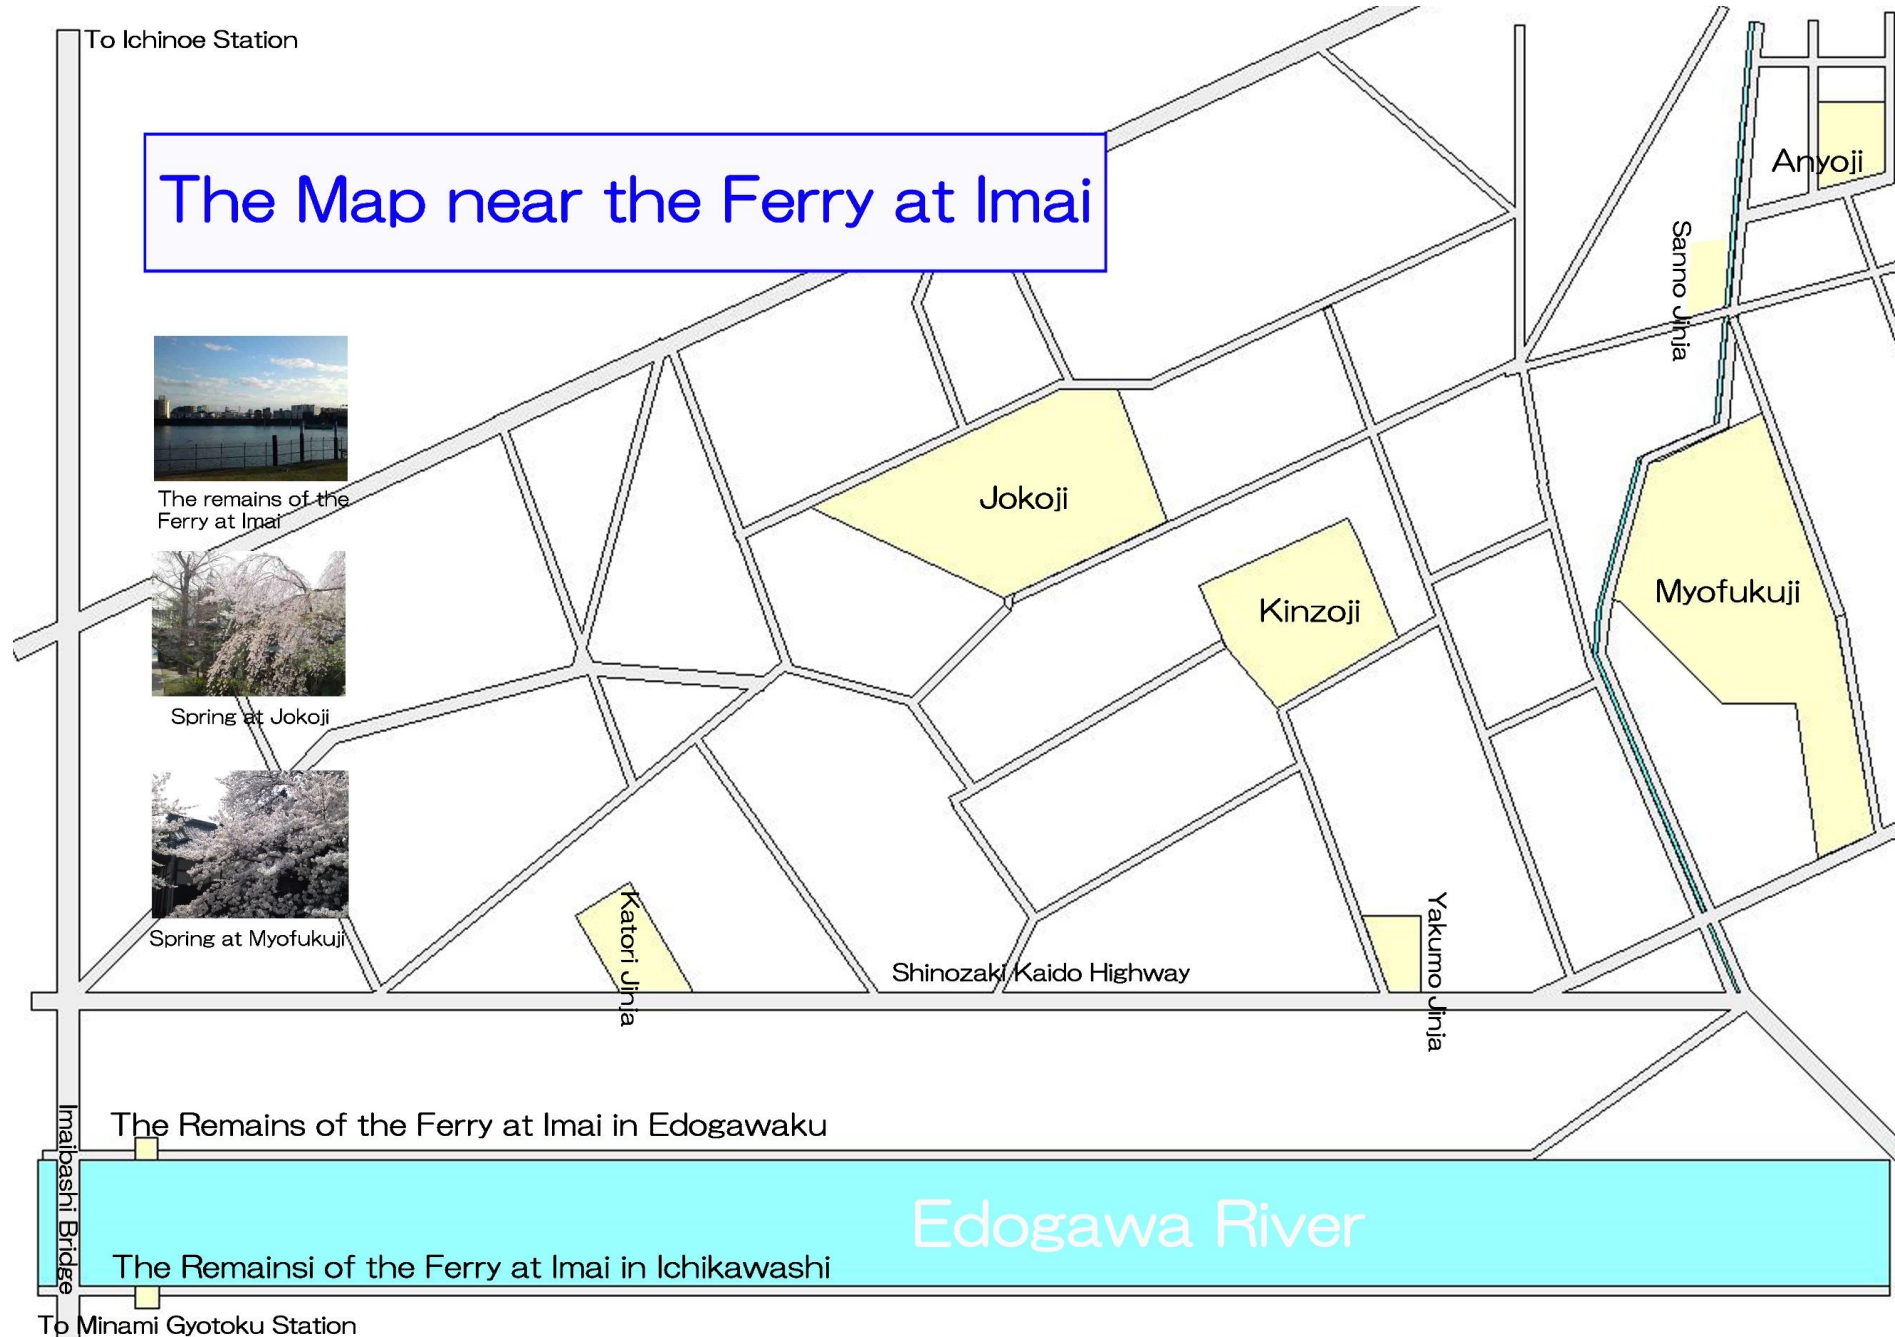 To Ichinoe Station
The Map near the Ferry at Imai
Anyoji
Sanno Jinja
The remains of the
Ferry at Imai
Jokoji
Kinzoji
Myofukuji
Spring at Jokoji
Spring at Myofukuji
Katori Jinja
Shinozaki Kaido Highway
Yakumo Jinja
Imaibashi Bridge
The Remains of the Ferry at Imai in Edogawaku
Edogawa River
The Remainsi of the Ferry at Imai in Ichikawashi
To Minami Gyotoku Station